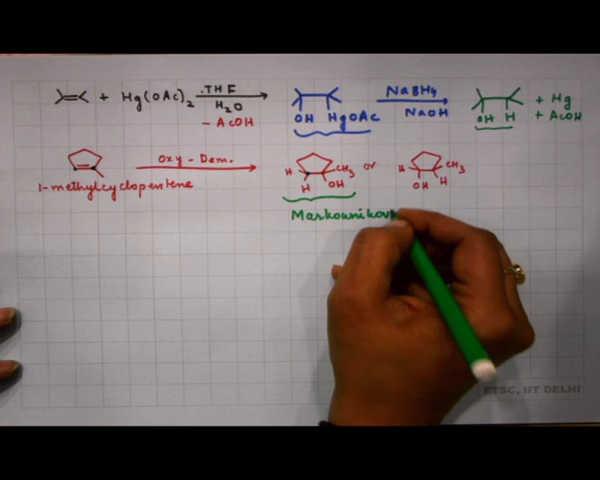 + Hg(OAc)2 .THF H2O - AcOH OH HgOAc NaBH4 NaOH OH H + Hg + AcOH
Oxy-Dem. H H CH3 OH or H OH CH3 H
1-methylcyclopentene
Markownikov
ETSC, IIT DELHI